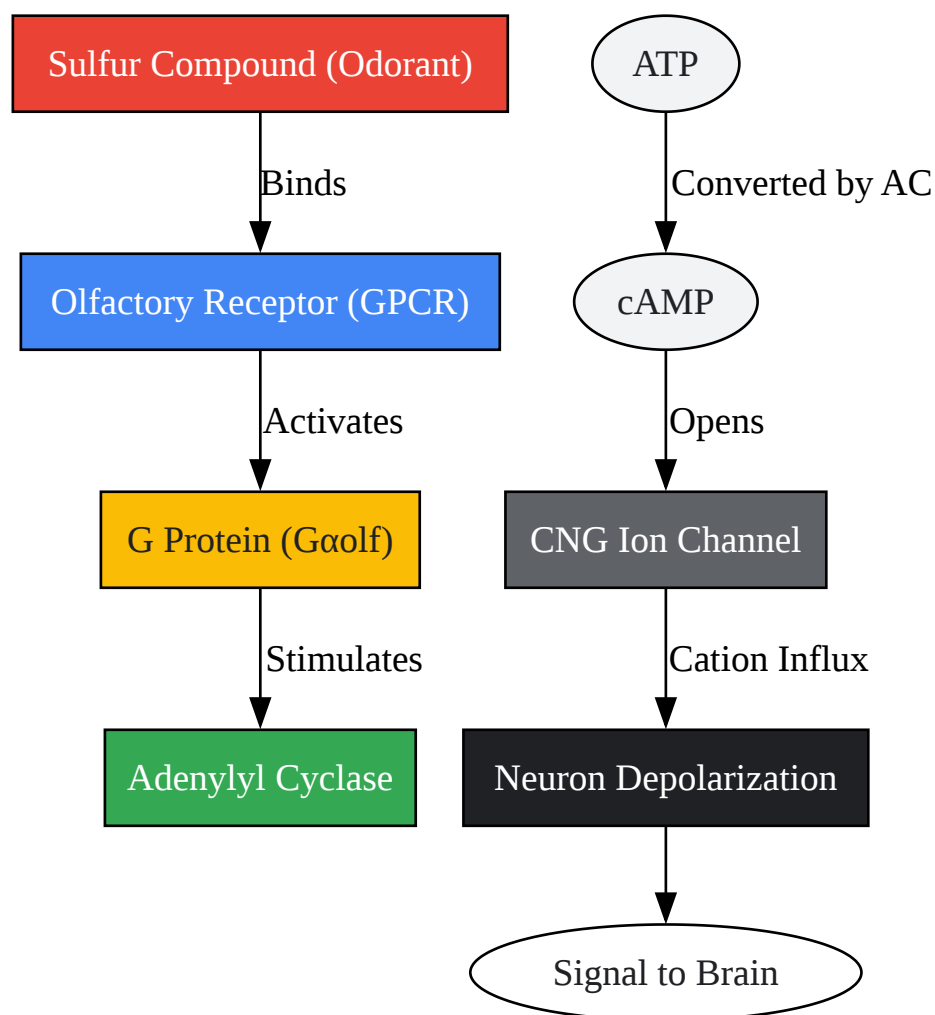 Sulfur Compound (Odorant)
Binds
Olfactory Receptor (GPCR)
Activates
G Protein (Gαolf)
Stimulates
Adenylyl Cyclase
ATP
Converted by AC
cAMP
Opens
CNG Ion Channel
Cation Influx
Neuron Depolarization
Signal to Brain